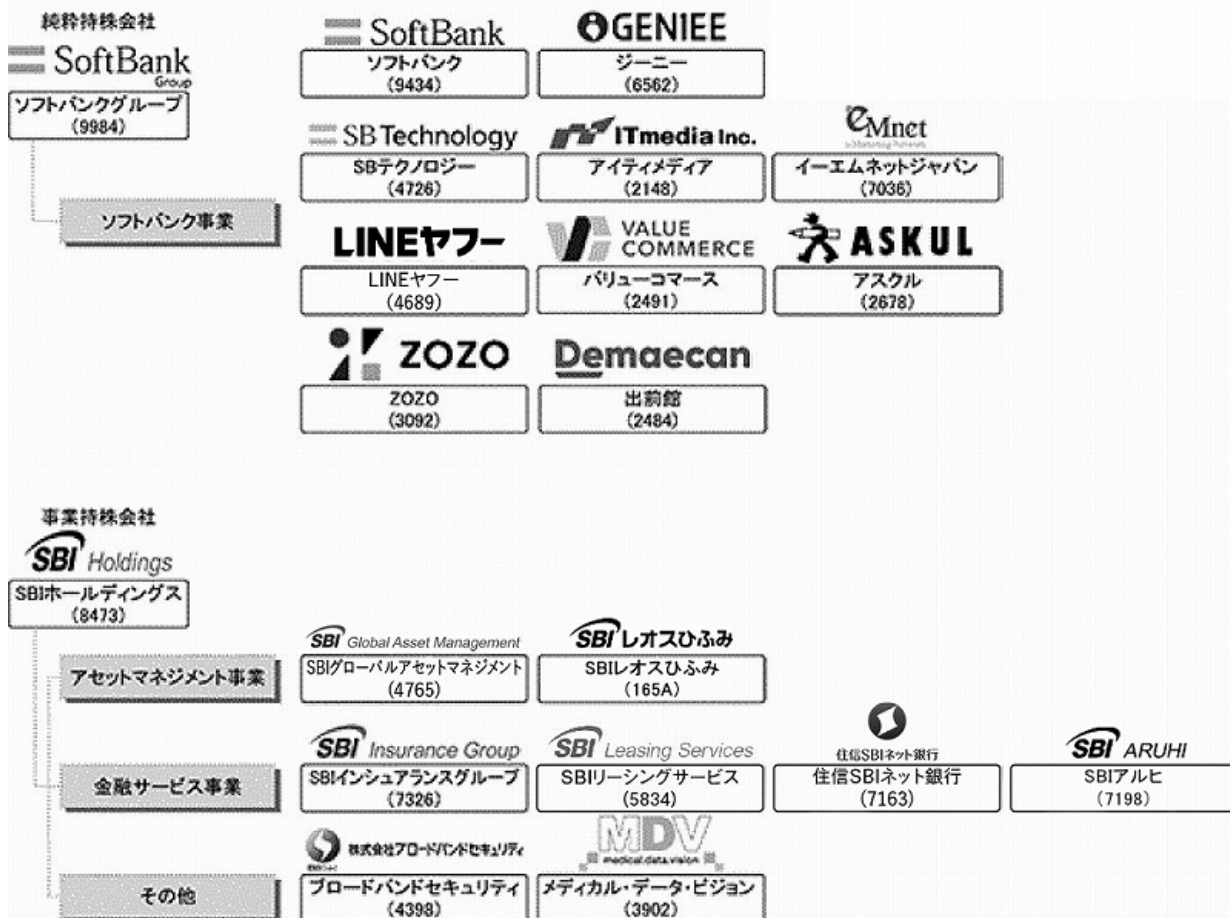 純粋持株会社
SoftBank
Group
ソフトバンクグループ
(9984)
ソフトバンク事業
SoftBank
ソフトバンク
(9434)
GENIEE
ジーニー
(6562)
SB Technology
SBテクノロジー
(4726)
ITmedia Inc.
アイティメディア
(2148)
eMnet
イーエムネットジャパン
(7036)
LINEヤフー
LINEヤフー
(4689)
VALUE
COMMERCE
バリューコマース
(2491)
ASKUL
アスクル
(2678)
ZOZO
ZOZO
(3092)
Demaecan
出前館
(2484)
事業持株会社
SBI Holdings
SBIホールディングス
(8473)
アセットマネジメント事業
SBI Global Asset Management
SBIグローバルアセットマネジメント
(4765)
SBIレオスひふみ
SBIレオスひふみ
(165A)
金融サービス事業
SBI Insurance Group
SBIインシュアランスグループ
(7326)
SBI Leasing Services
SBIリーシングサービス
(5834)
住信SBIネット銀行
住信SBIネット銀行
(7163)
SBI ARUHI
SBIアルヒ
(7198)
その他
株式会社ブロードバンドセキュリティ
ブロードバンドセキュリティ
(4398)
MDV
medical.data.vision
メディカル・データ・ビジョン
(3902)